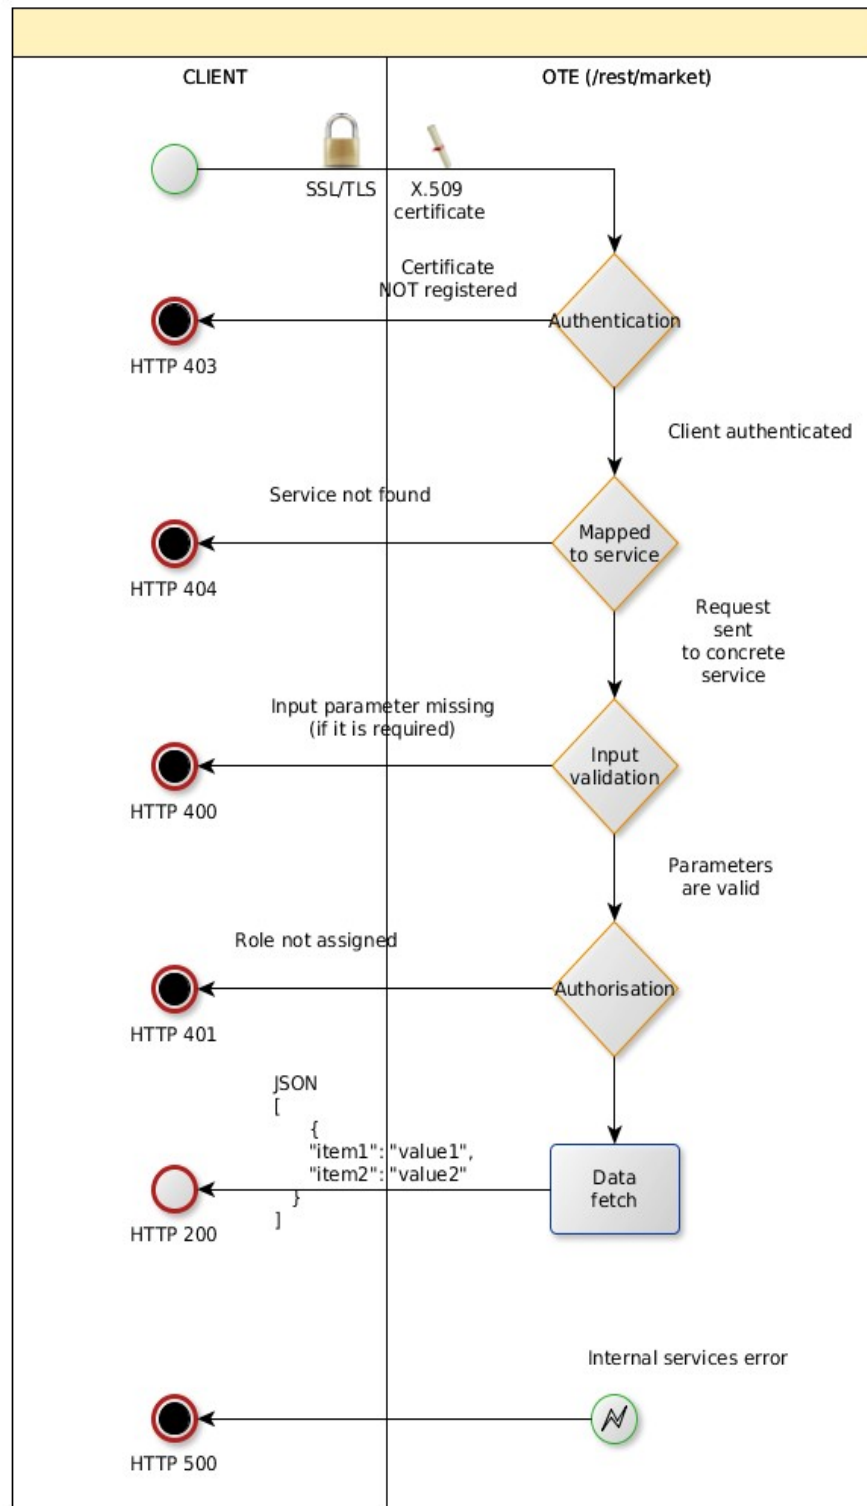 CLIENT
OTE (/rest/market)
SSL/TLS
X.509
certificate
Certificate
NOT registered
Authentication
HTTP 403
Client authenticated
Service not found
Mapped
to service
HTTP 404
Request
sent
to concrete
service
Input parameter missing
(if it is required)
Input
validation
HTTP 400
Parameters
are valid
Role not assigned
Authorisation
HTTP 401
JSON
[
{
"item1": "value1",
"item2": "value2"
}
]
Data
fetch
HTTP 200
Internal services error
HTTP 500